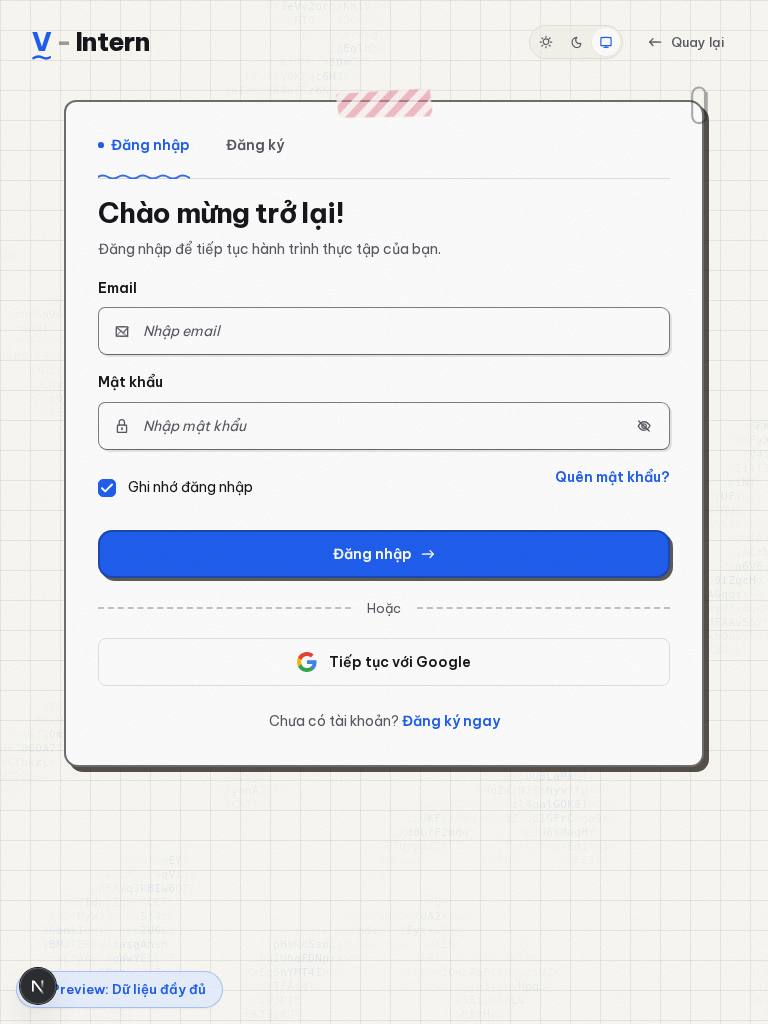 V - Intern
Quay lại
Đăng nhập
Đăng ký
Chào mừng trở lại!
Đăng nhập để tiếp tục hành trình thực tập của bạn.
Email
Nhập email
Mật khẩu
Nhập mật khẩu
Ghi nhớ đăng nhập
Quên mật khẩu?
Đăng nhập →
Hoặc
Tiếp tục với Google
Chưa có tài khoản? Đăng ký ngay
N
Preview: Dữ liệu đầy đủ